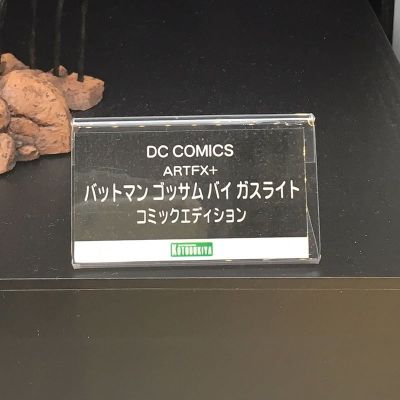 DC COMICS
ARTFX+
バットマン ゴッサム バイ ガスライト
コミックエディション
KOTOBUKIYA